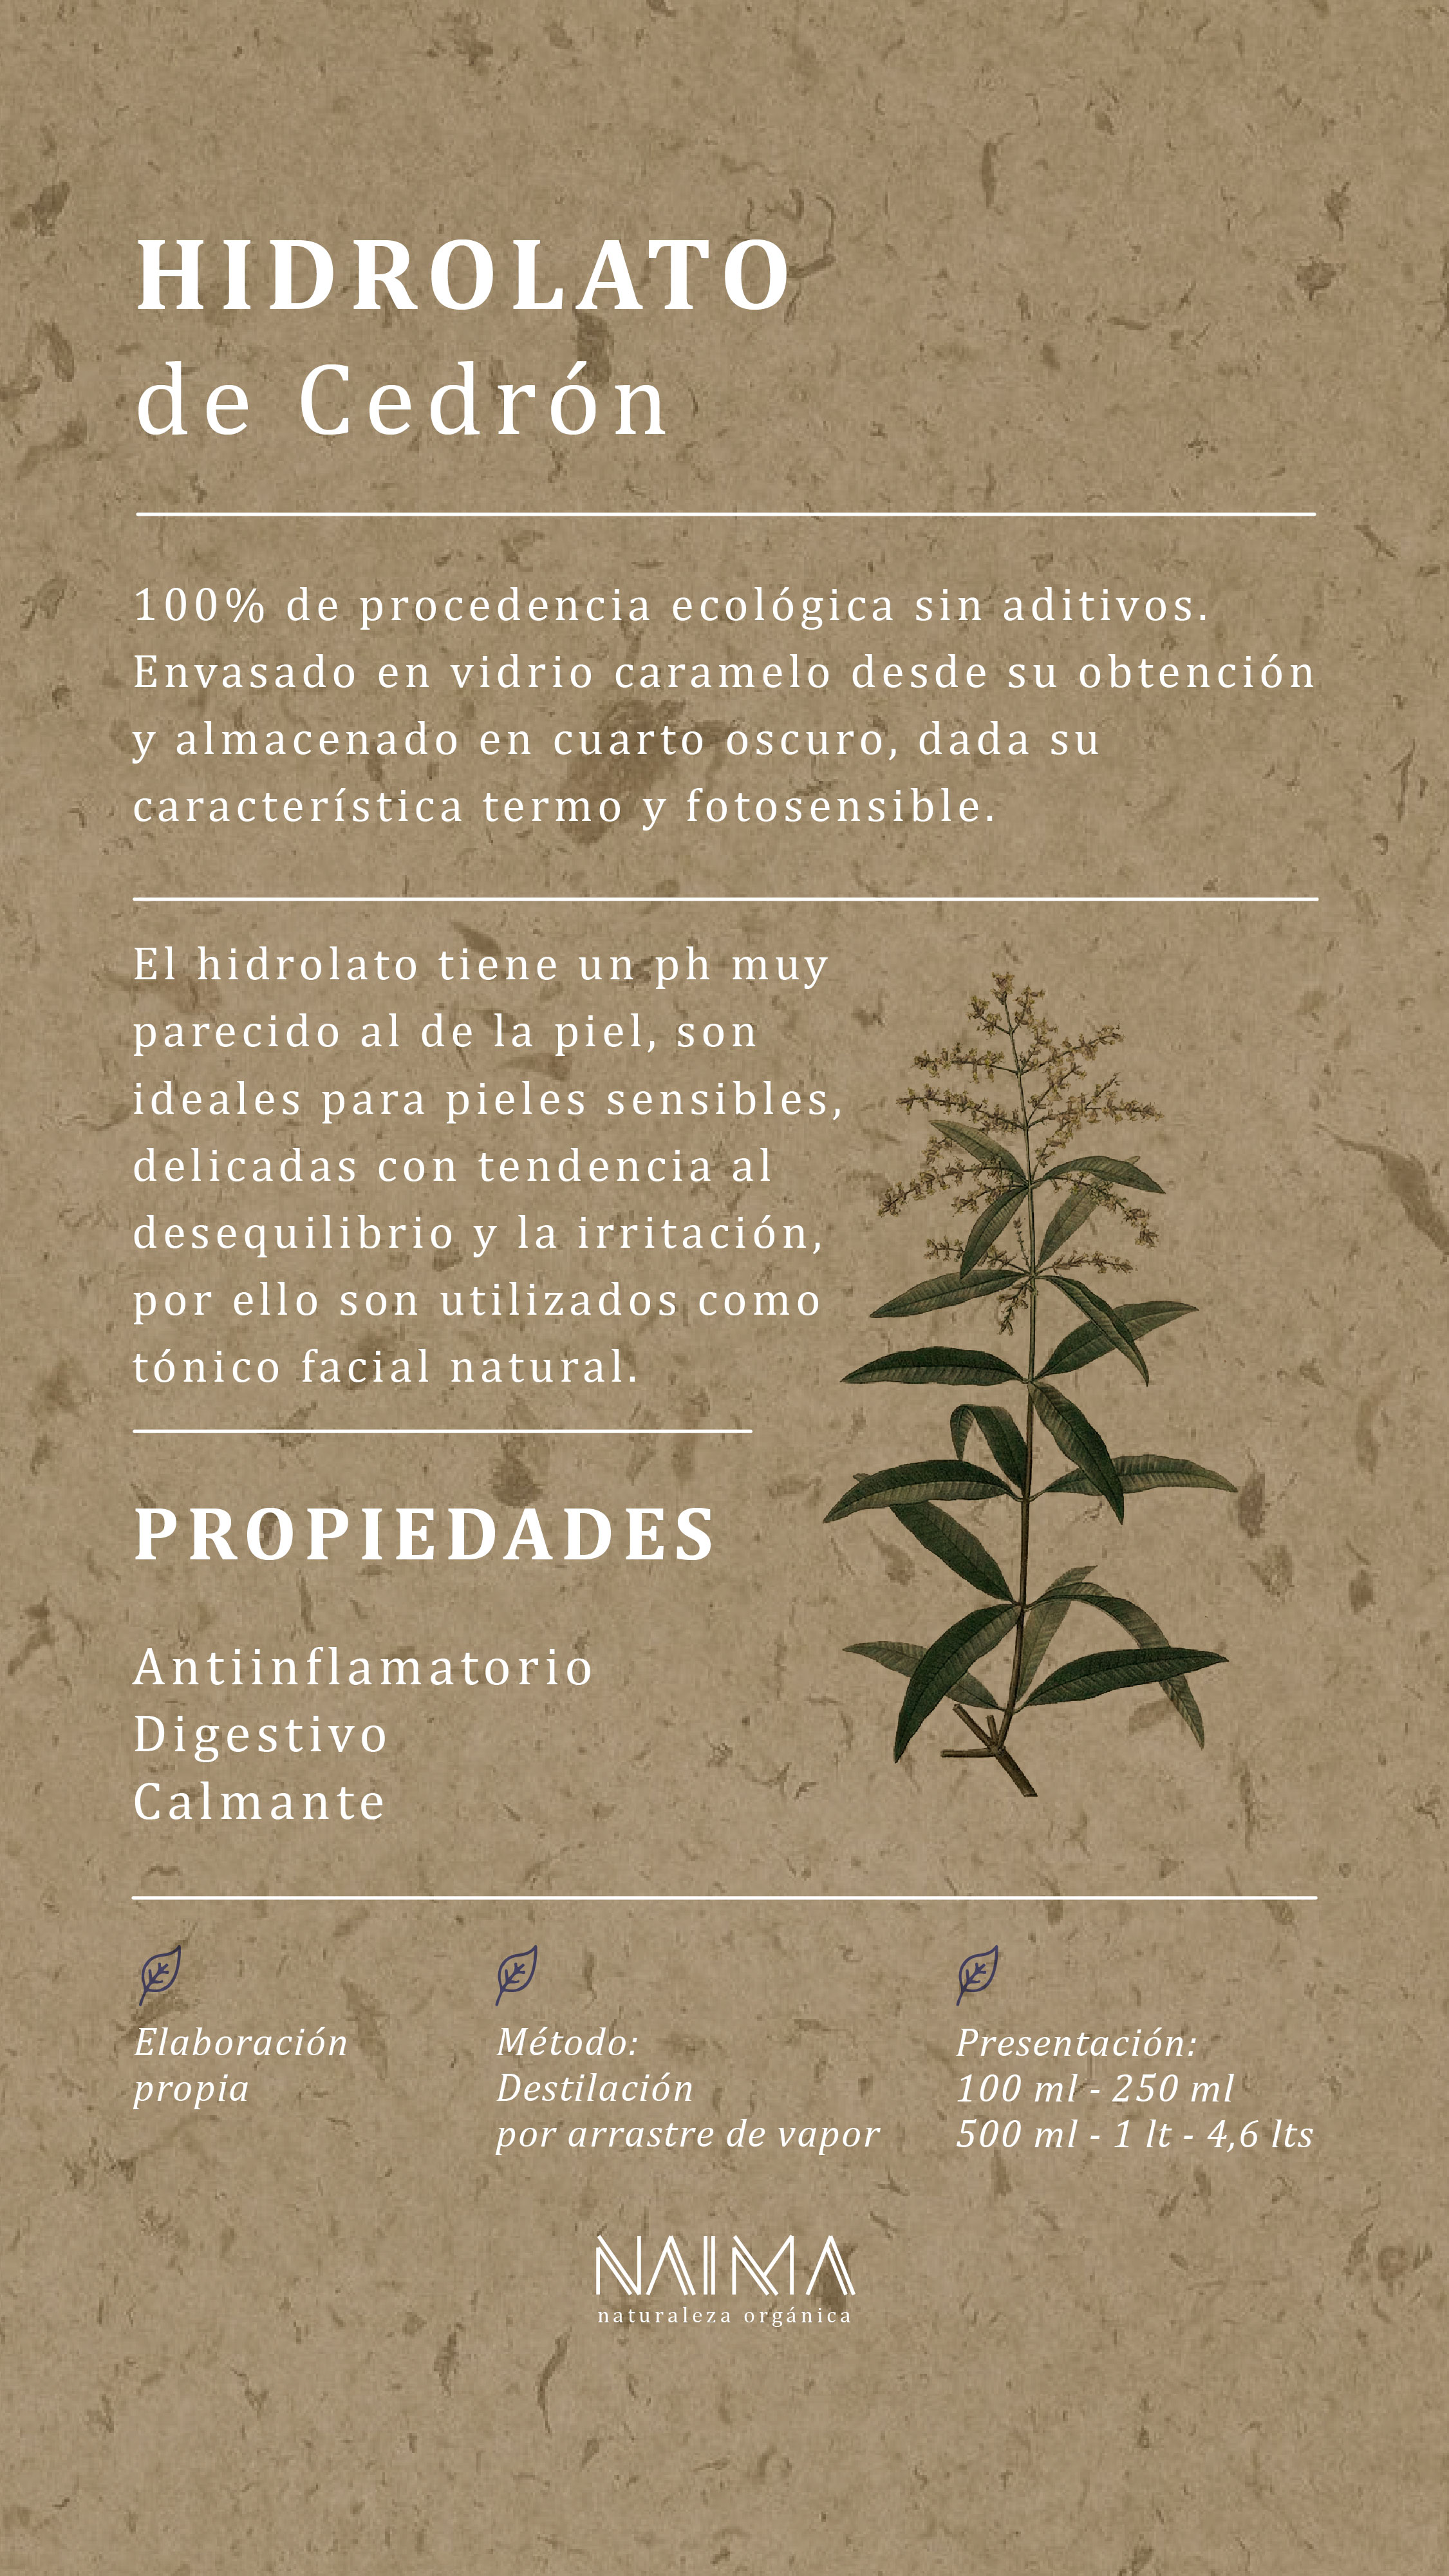 HIDROLATO
de Cedrón
100% de procedencia ecológica sin aditivos.
Envasado en vidrio caramelo desde su obtención
y almacenado en cuarto oscuro, dada su
característica termo y fotosensible.
El hidrolato tiene un ph muy
parecido al de la piel, son
ideales para pieles sensibles,
delicadas con tendencia al
desequilibrio y la irritación,
por ello son utilizados como
tónico facial natural.
PROPIEDADES
Antiinflamatorio
Digestivo
Calmante
Elaboración
propia
Método:
Destilación
por arrastre de vapor
Presentación:
100 ml - 250 ml
500 ml - 1 lt - 4,6 lts
NAIMA
naturaleza orgánica